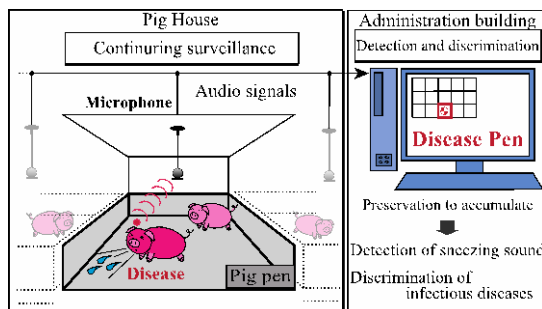 Pig House
Continuring surveillance
Audio signals
Microphone
Disease
Pig pen
Administration building
Detection and discrimination
Disease Pen
Preservation to accumulate
Detection of sneezing sound
Discrimination of
infectious diseases